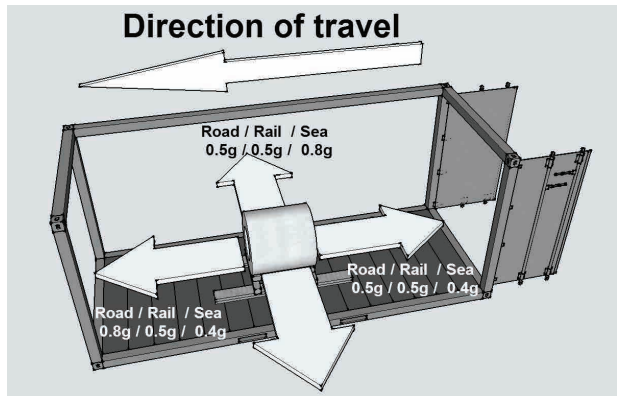 Direction of travel
Road / Rail / Sea
0.5g / 0.5g / 0.8g
Road / Rail / Sea
0.5g / 0.5g / 0.4g
Road / Rail / Sea
0.8g / 0.5g / 0.4g